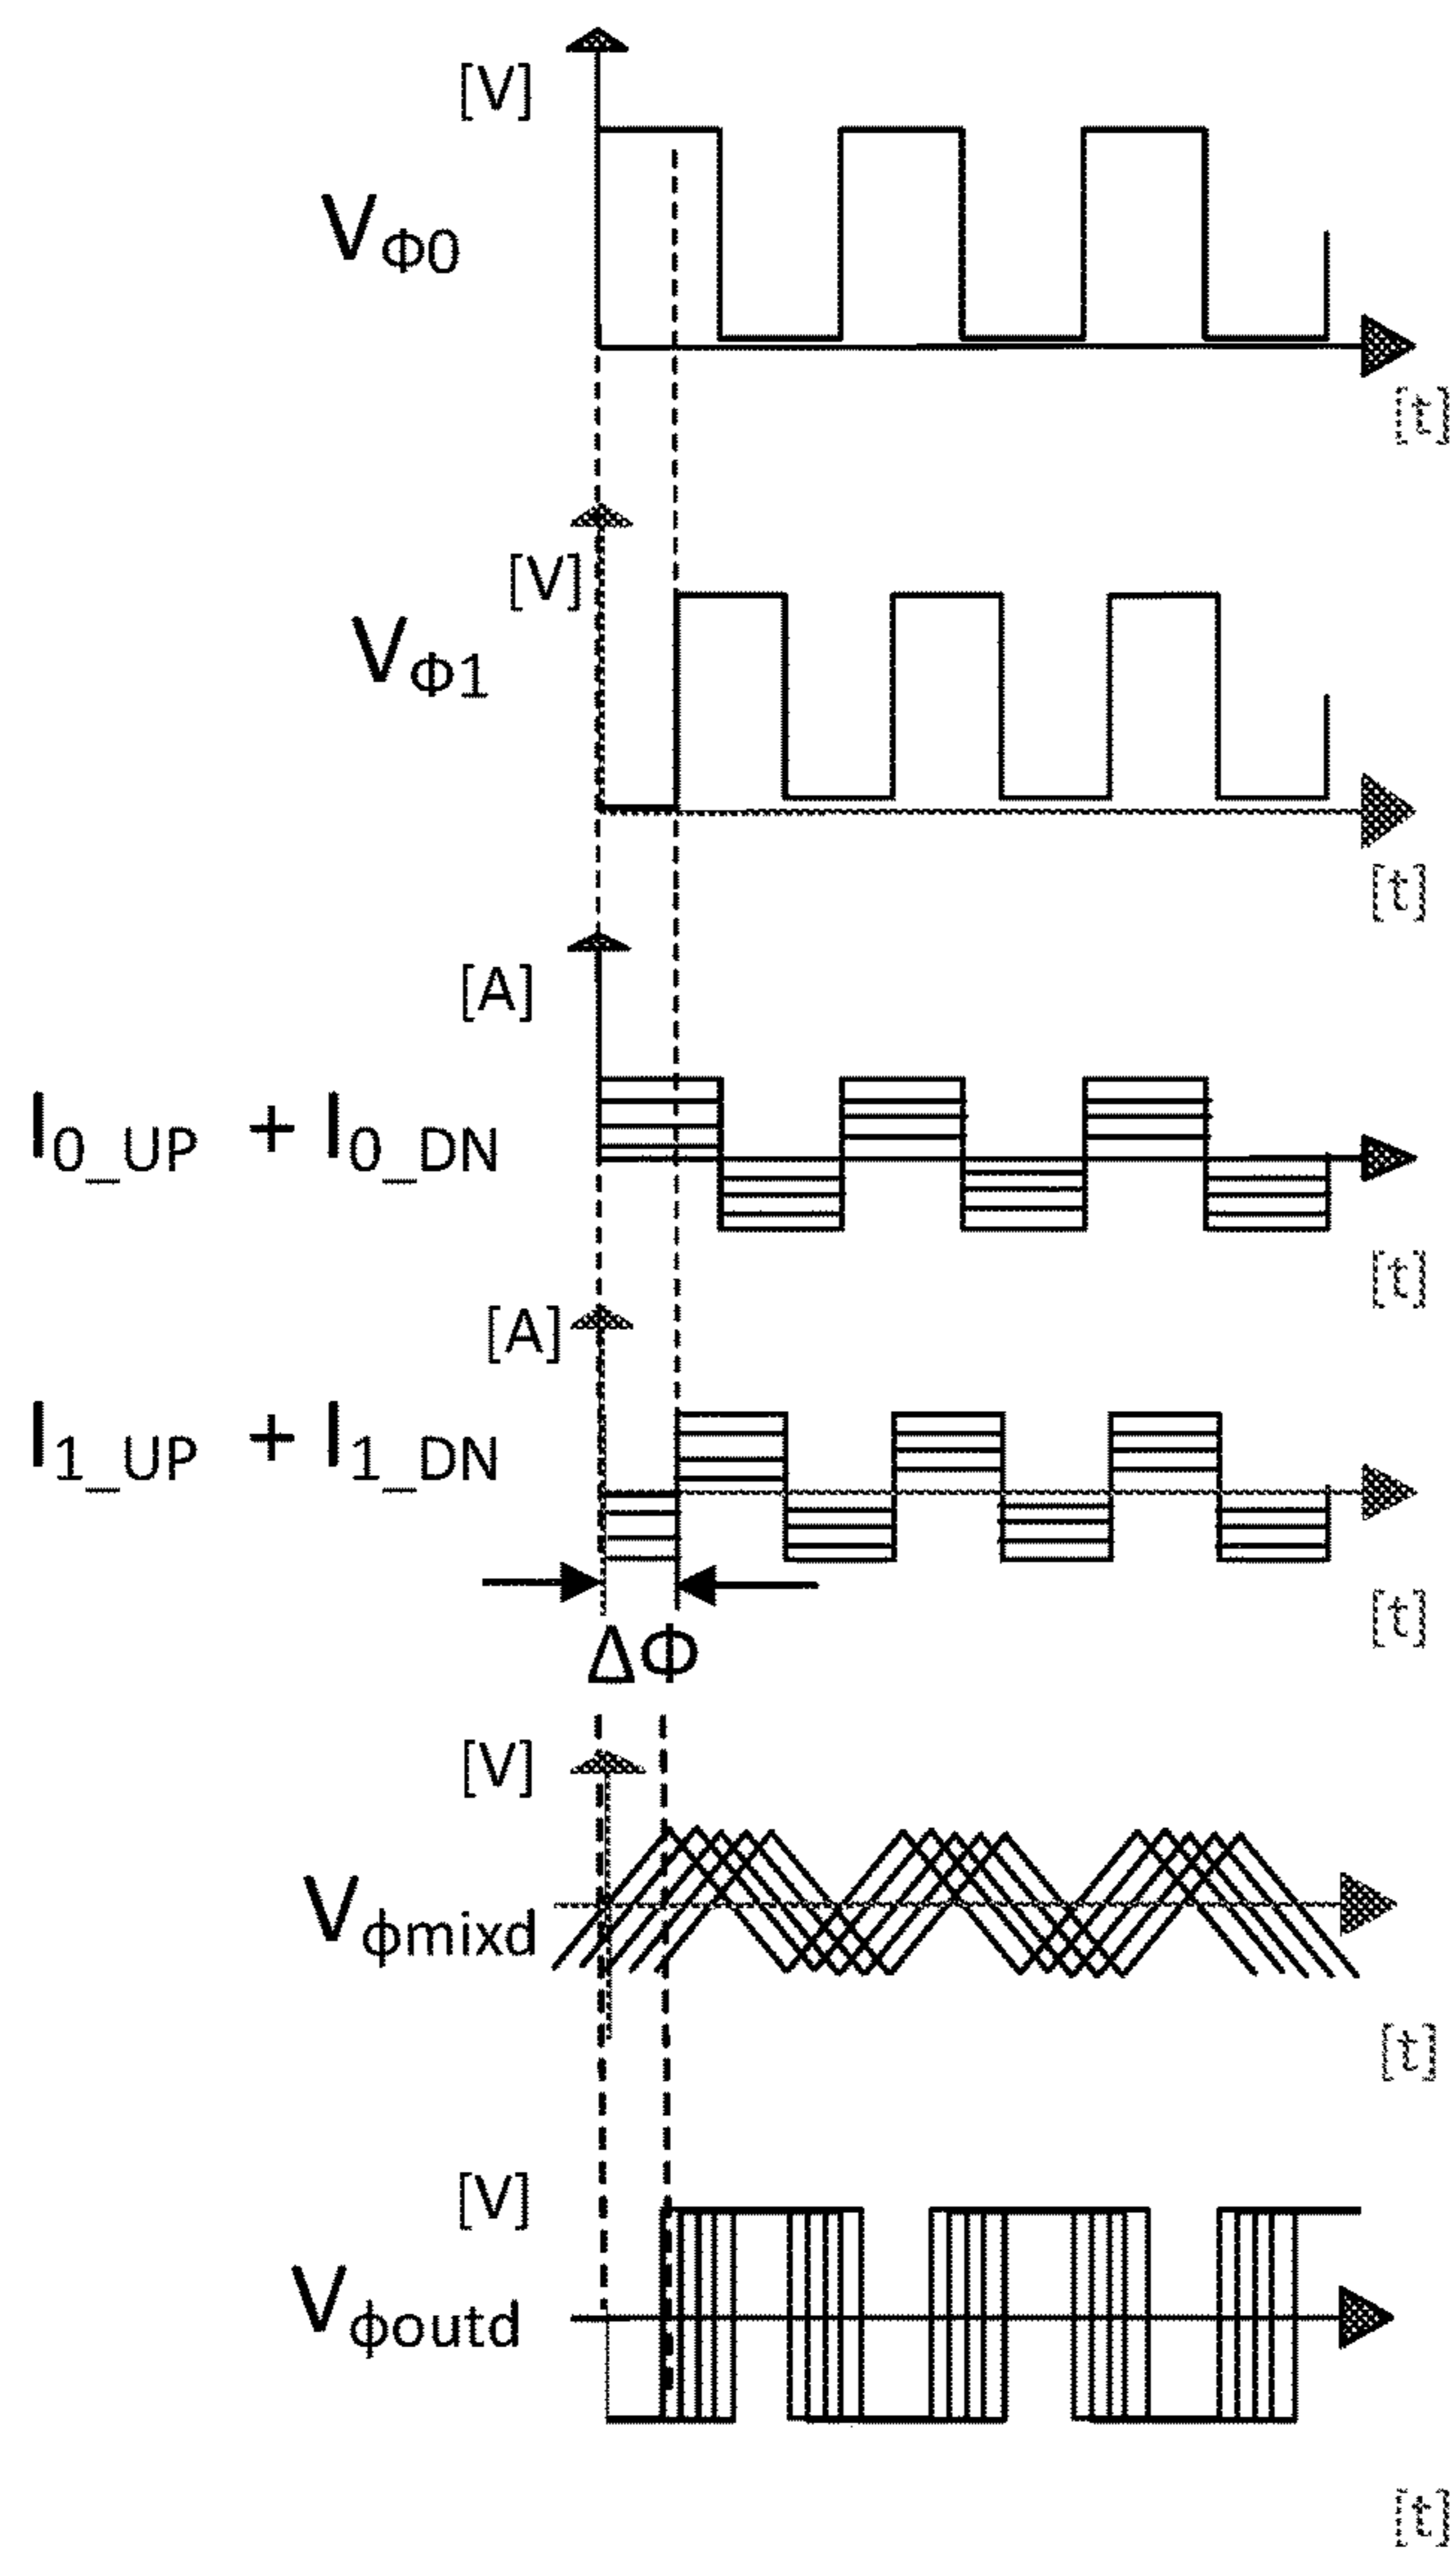 [V]
VΦ0
[t]
[V]
VΦ1
[t]
[A]
I0_UP + I0_DN
[t]
[A]
I1_UP + I1_DN
[t]
ΔΦ
[V]
Vϕmixd
[t]
[V]
Vϕoutd
[t]